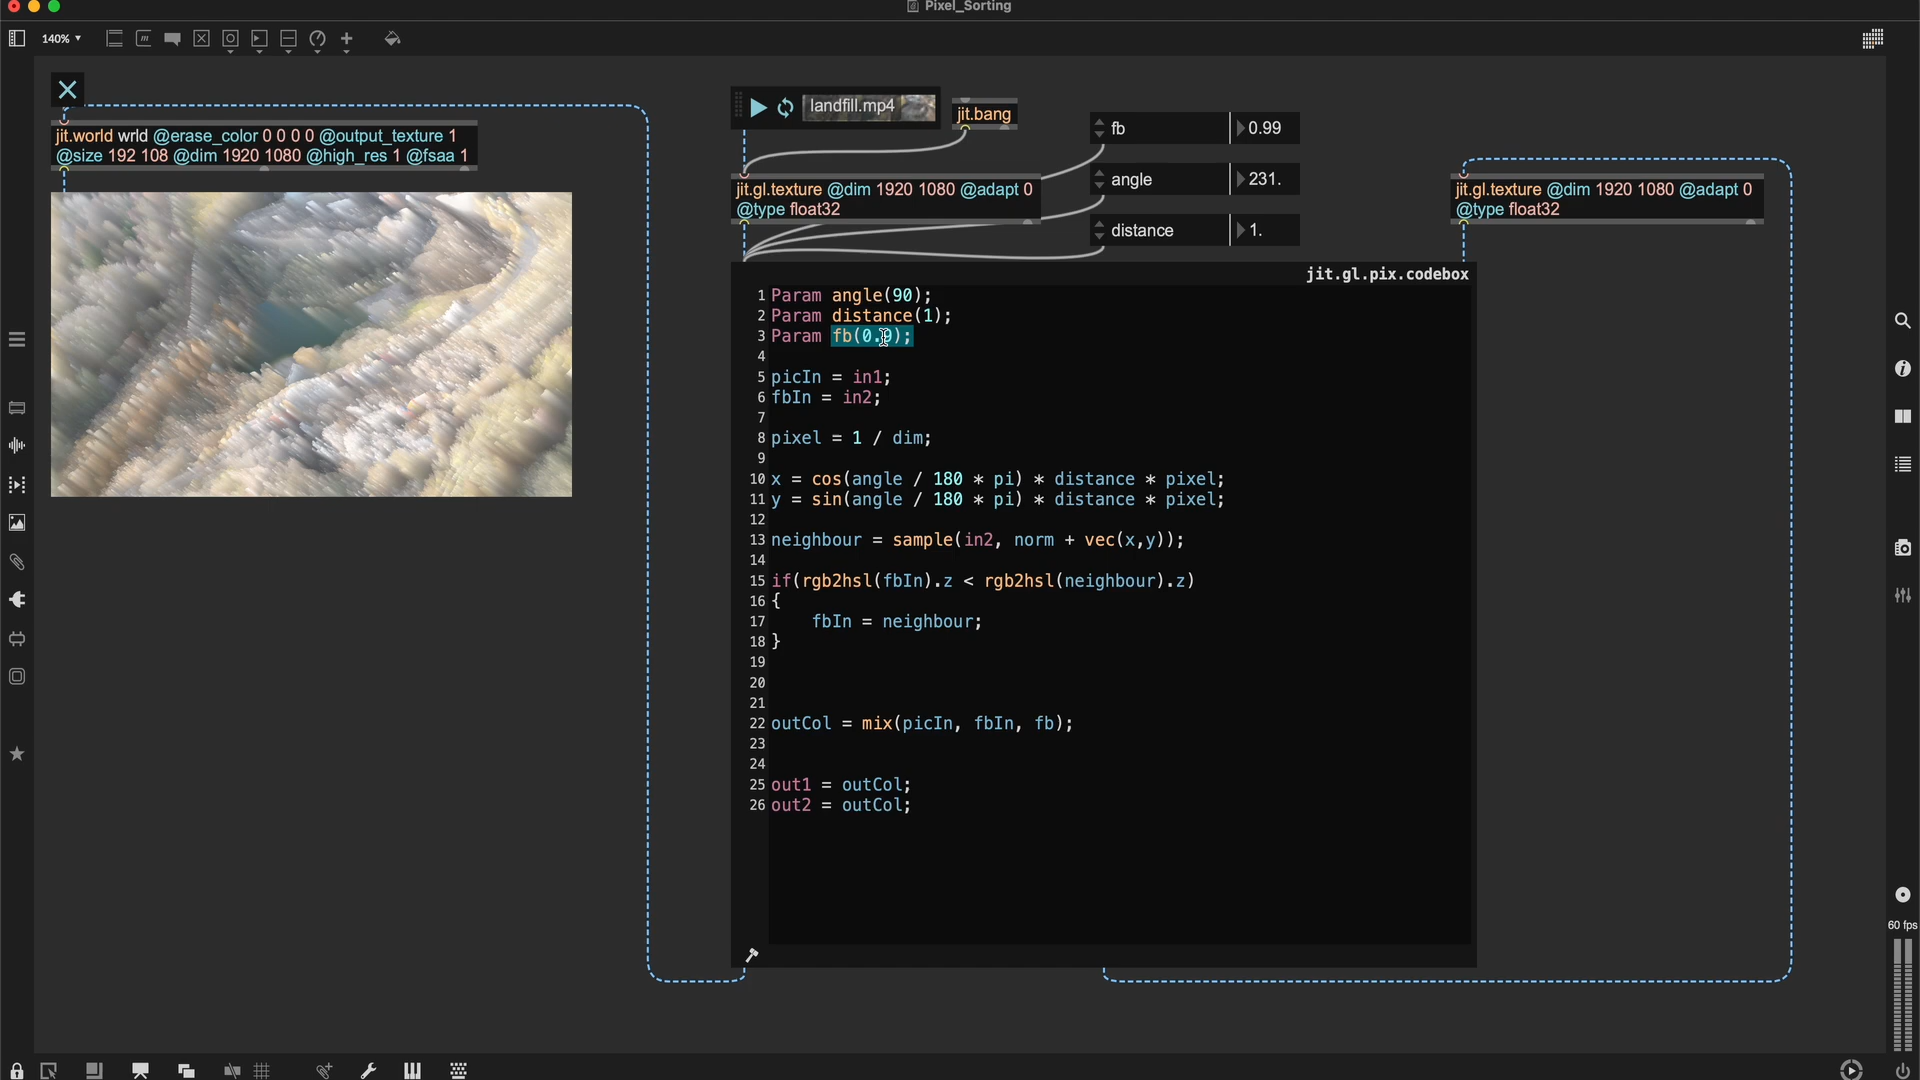 Pixel_Sorting
140%
landfill.mp4
jit.bang
fb 0.99
jit.world wrld @erase_color 0 0 0 0 @output_texture 1
@size 192 108 @dim 1920 1080 @high_res 1 @fsaa 1
jit.gl.texture @dim 1920 1080 @adapt 0
@type float32
angle 231.
jit.gl.texture @dim 1920 1080 @adapt 0
@type float32
distance 1.
jit.gl.pix.codebox
1 Param angle(90);
2 Param distance(1);
3 Param fb(0.9);
4
5 picIn = in1;
6 fbIn = in2;
7
8 pixel = 1 / dim;
9
10 x = cos(angle / 180 * pi) * distance * pixel;
11 y = sin(angle / 180 * pi) * distance * pixel;
12
13 neighbour = sample(in2, norm + vec(x,y));
14
15 if(rgb2hsl(fbIn).z < rgb2hsl(neighbour).z)
16 {
17 fbIn = neighbour;
18 }
19
20
21
22 outCol = mix(picIn, fbIn, fb);
23
24
25 out1 = outCol;
26 out2 = outCol;
60 fps